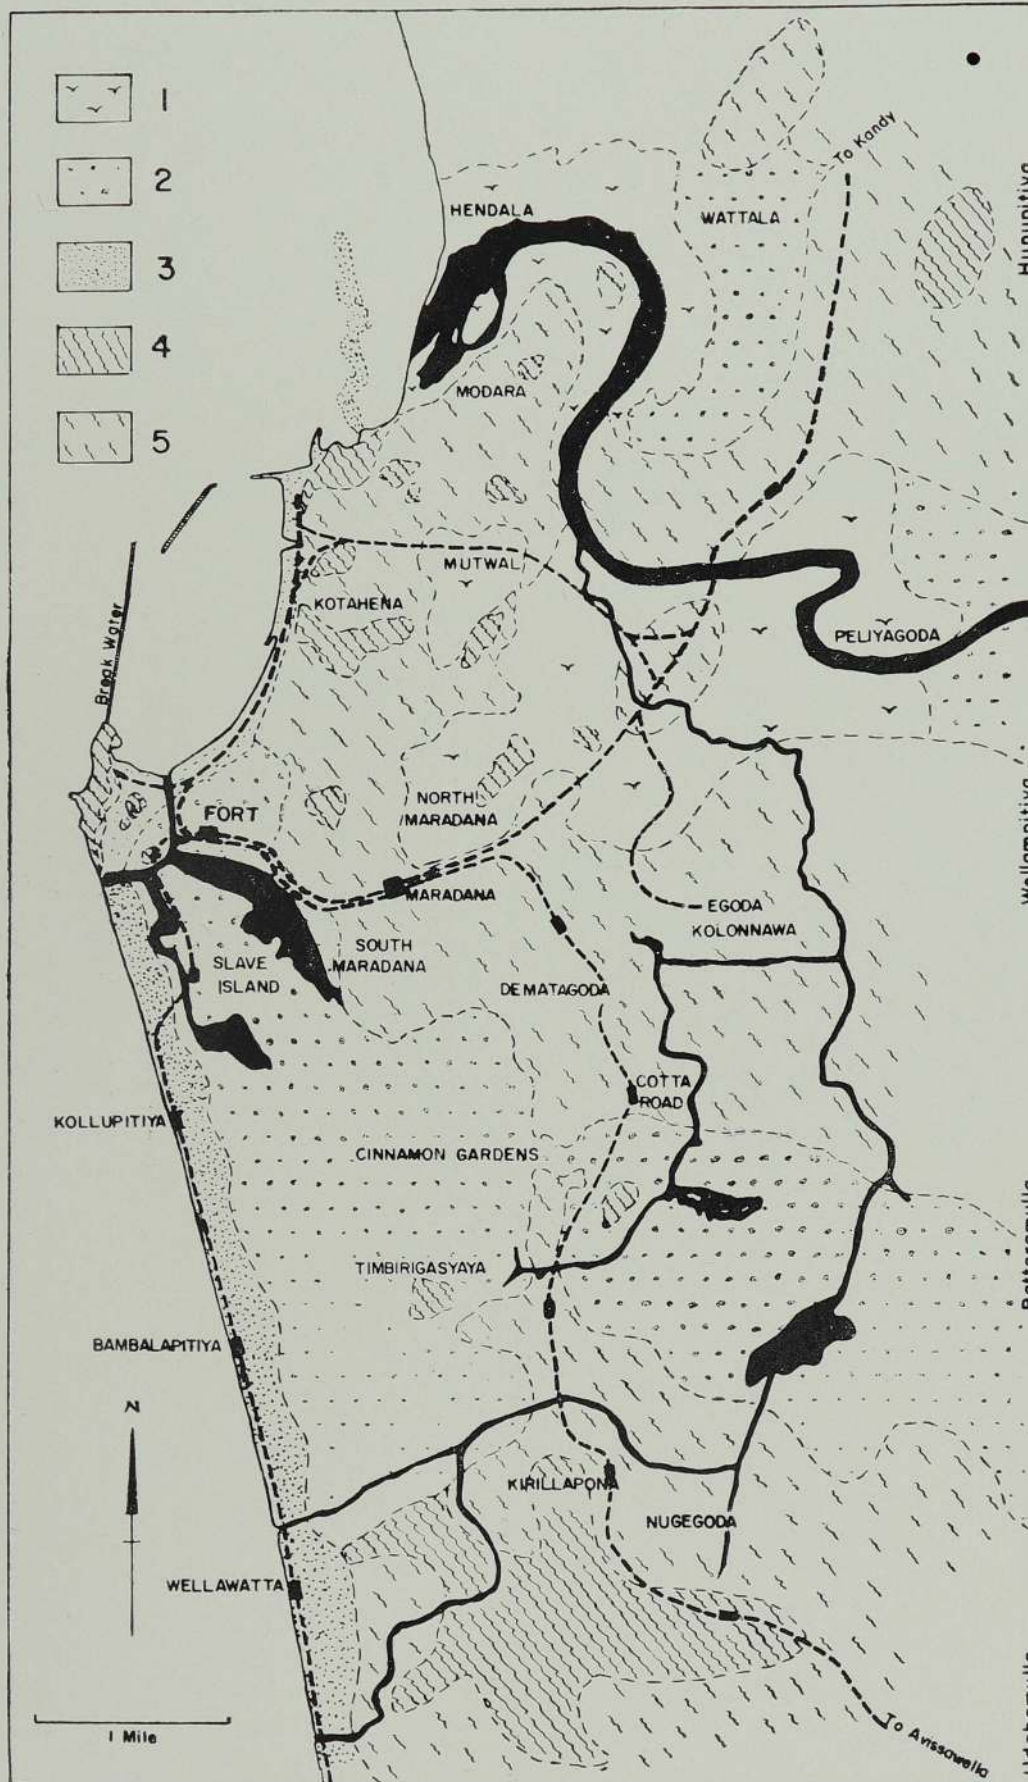 1
2
3
4
5
To Kandy
HENDALA
WATTALA
Hunupitiya
MODARA
MUTWAL
KOTAHENA
PELIYAGODA
Break Water
NORTH
MARADANA
FORT
MARADANA
EGODA
KOLONNAWA
SOUTH
MARADANA
SLAVE
ISLAND
DEMATAGODA
COTTA
ROAD
KOLLUPITIYA
CINNAMON GARDENS
TIMBIRIGASYAYA
BAMBALAPITIYA
N
KIRILLAPONA
NUGEGODA
WELLAWATTA
1 Mile
To Avissawella